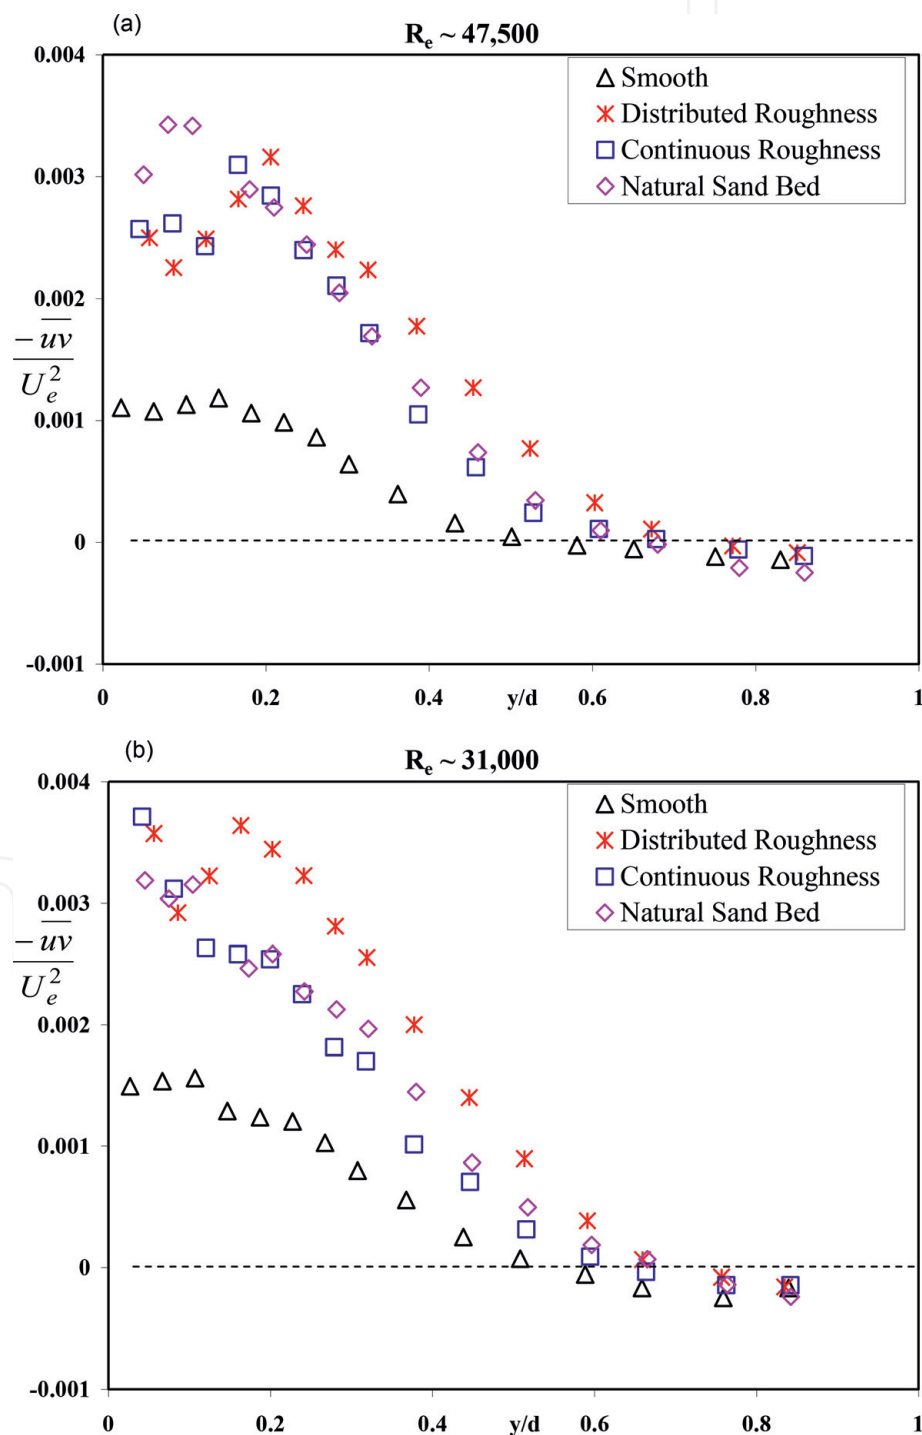 (a)
Re ~ 47,500
0.004
Smooth
Distributed Roughness
Continuous Roughness
Natural Sand Bed
0.003
0.002
−uv
Ue2
0.001
0
-0.001
0 0.2 0.4 y/d 0.6 0.8 1
(b)
Re ~ 31,000
0.004
Smooth
Distributed Roughness
Continuous Roughness
Natural Sand Bed
0.003
−uv
Ue2
0.002
0.001
0
-0.001
0 0.2 0.4 y/d 0.6 0.8 1